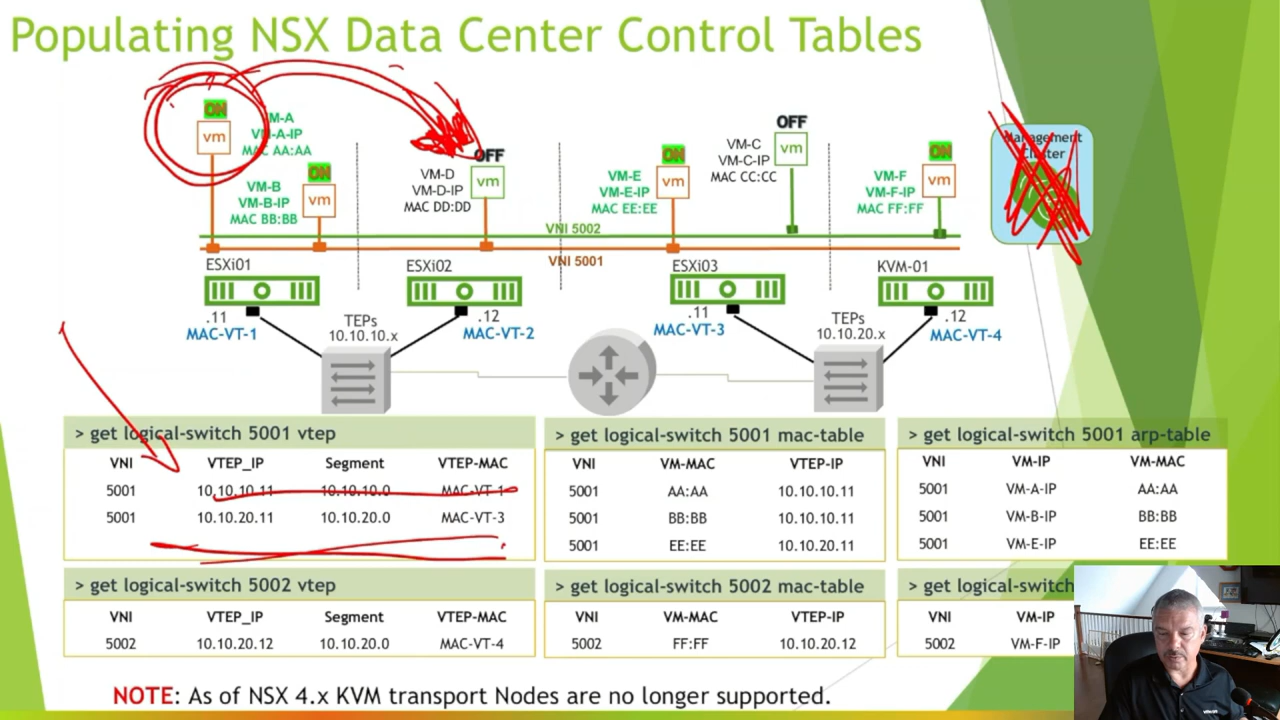 Populating NSX Data Center Control Tables
ON
vm
VM-A
VM-A-IP
MAC AA:AA
ON
vm
VM-B
VM-B-IP
MAC BB:BB
OFF
vm
VM-D
VM-D-IP
MAC DD:DD
ON
vm
VM-E
VM-E-IP
MAC EE:EE
OFF
vm
VM-C
VM-C-IP
MAC CC:CC
ON
vm
VM-F
VM-F-IP
MAC FF:FF
Management
Cluster
VNI 5002
VNI 5001
ESXi01
ESXi02
ESXi03
KVM-01
.11
MAC-VT-1
TEPs
10.10.10.x
.12
MAC-VT-2
.11
MAC-VT-3
TEPs
10.10.20.x
.12
MAC-VT-4
> get logical-switch 5001 vtep
VNI VTEP_IP Segment VTEP-MAC
5001 10.10.10.11 10.10.10.0 MAC-VT-1
5001 10.10.20.11 10.10.20.0 MAC-VT-3
> get logical-switch 5001 mac-table
VNI VM-MAC VTEP-IP
5001 AA:AA 10.10.10.11
5001 BB:BB 10.10.10.11
5001 EE:EE 10.10.20.11
> get logical-switch 5001 arp-table
VNI VM-IP VM-MAC
5001 VM-A-IP AA:AA
5001 VM-B-IP BB:BB
5001 VM-E-IP EE:EE
> get logical-switch 5002 vtep
VNI VTEP_IP Segment VTEP-MAC
5002 10.10.20.12 10.10.20.0 MAC-VT-4
> get logical-switch 5002 mac-table
VNI VM-MAC VTEP-IP
5002 FF:FF 10.10.20.12
> get logical-switch
VNI VM-IP
5002 VM-F-IP
NOTE: As of NSX 4.x KVM transport Nodes are no longer supported.